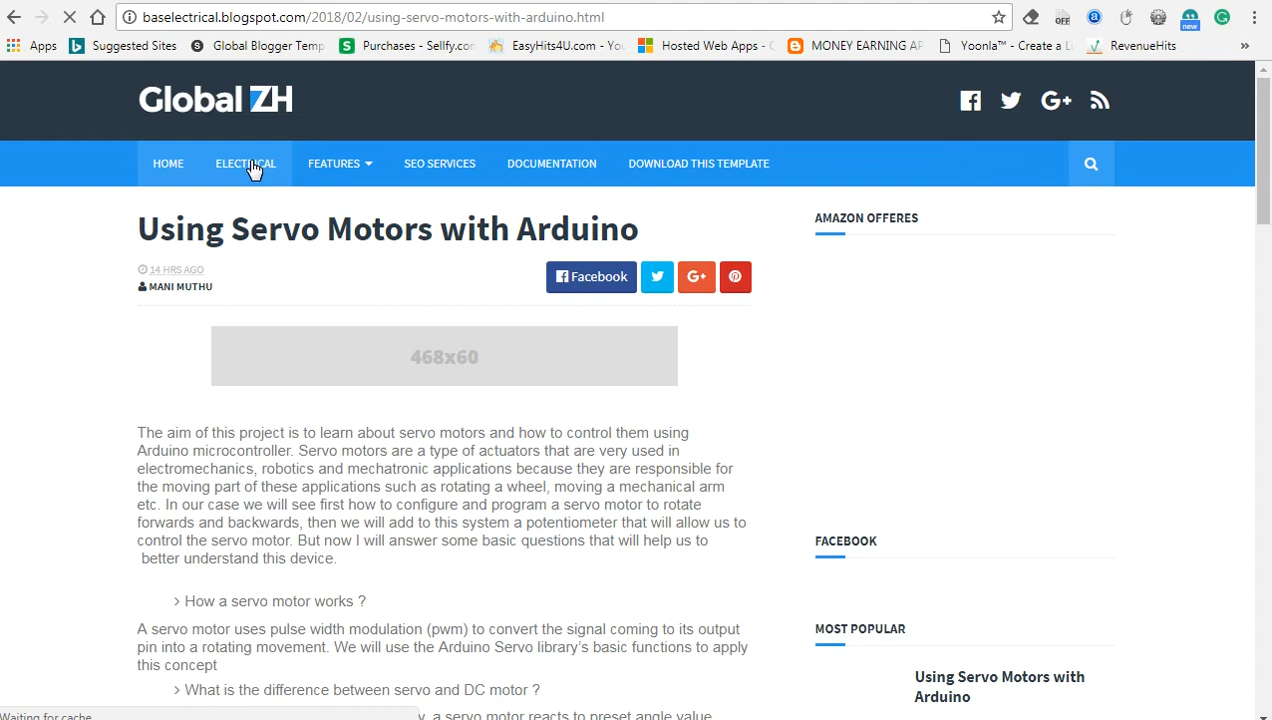 baselectrical.blogspot.com/2018/02/using-servo-motors-with-arduino.html
OFF
new
Apps
Suggested Sites
Global Blogger Temp
Purchases - Sellfy.co
EasyHits4U.com - Yo
Hosted Web Apps -
MONEY EARNING AP
Yoonla™ - Create a L
RevenueHits
Global ZH
HOME ELECTRICAL FEATURES SEO SERVICES DOCUMENTATION DOWNLOAD THIS TEMPLATE
Using Servo Motors with Arduino
14 HRS AGO
MANI MUTHU
Facebook
468x60
The aim of this project is to learn about servo motors and how to control them using
Arduino microcontroller. Servo motors are a type of actuators that are very used in
electromechanics, robotics and mechatronic applications because they are responsible for
the moving part of these applications such as rotating a wheel, moving a mechanical arm
etc. In our case we will see first how to configure and program a servo motor to rotate
forwards and backwards, then we will add to this system a potentiometer that will allow us to
control the servo motor. But now I will answer some basic questions that will help us to
better understand this device.
> How a servo motor works ?
A servo motor uses pulse width modulation (pwm) to convert the signal coming to its output
pin into a rotating movement. We will use the Arduino Servo library's basic functions to apply
this concept
> What is the difference between servo and DC motor ?
y, a servo motor reacts to preset angle value
AMAZON OFFERES
FACEBOOK
MOST POPULAR
Using Servo Motors with
Arduino
Waiting for cache